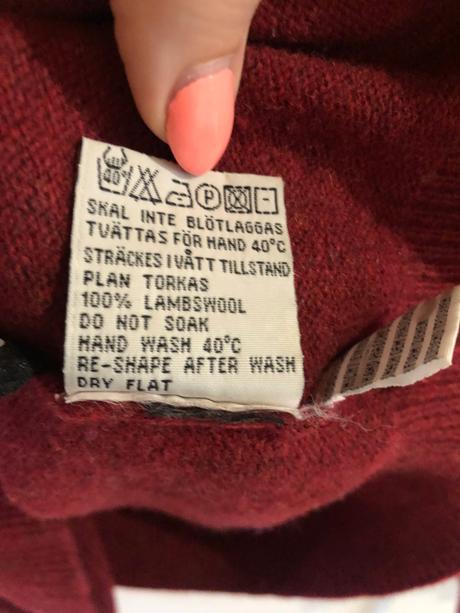 40°
P
SKAL INTE BLÖTLAGGAS
TVÄTTAS FÖR HAND 40°C
STRÄCKES I VÅTT TILLSTAND
PLAN TORKAS
100% LAMBSWOOL
DO NOT SOAK
HAND WASH 40°C
RE-SHAPE AFTER WASH
DRY FLAT